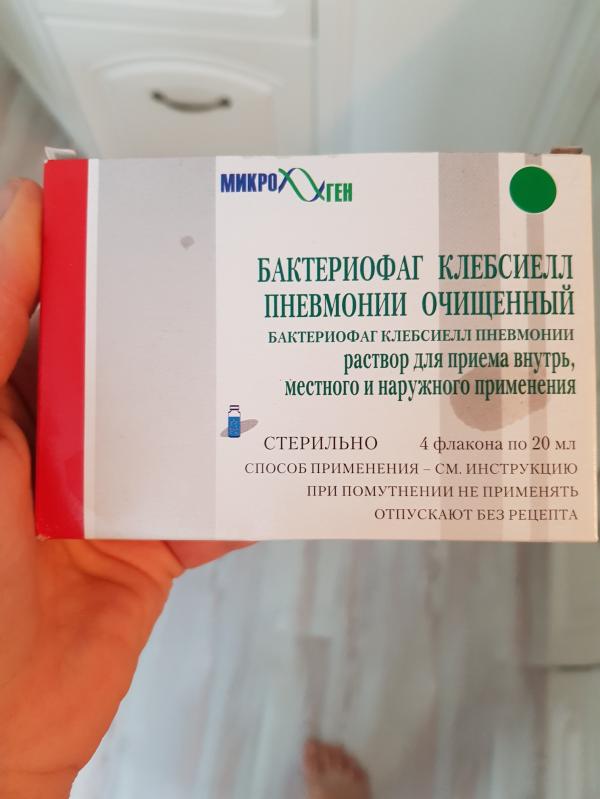 МИКРОГЕН
БАКТЕРИОФАГ КЛЕБСИЕЛЛ
ПНЕВМОНИИ ОЧИЩЕННЫЙ
БАКТЕРИОФАГ КЛЕБСИЕЛЛ ПНЕВМОНИИ
раствор для приема внутрь,
местного и наружного применения
СТЕРИЛЬНО 4 флакона по 20 мл
СПОСОБ ПРИМЕНЕНИЯ – СМ. ИНСТРУКЦИЮ
ПРИ ПОМУТНЕНИИ НЕ ПРИМЕНЯТЬ
ОТПУСКАЮТ БЕЗ РЕЦЕПТА